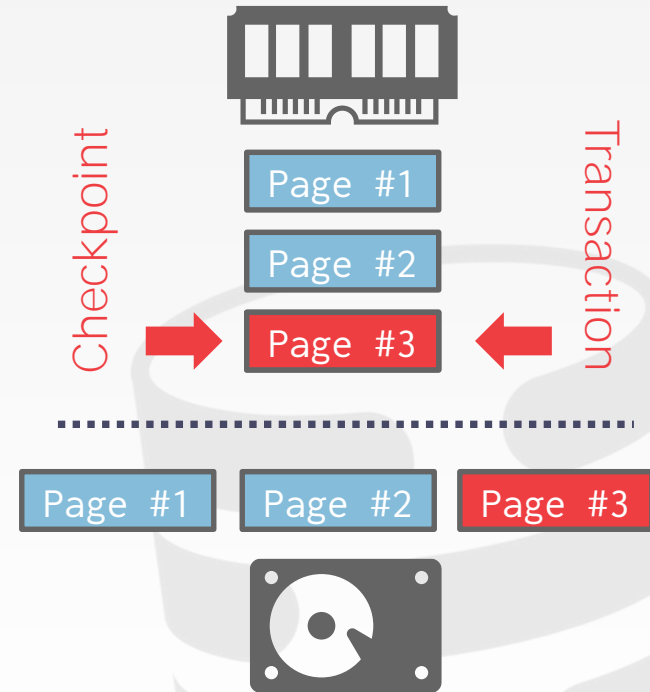 Checkpoint
Transaction
Page #1
Page #2
Page #3
Page #1
Page #2
Page #3